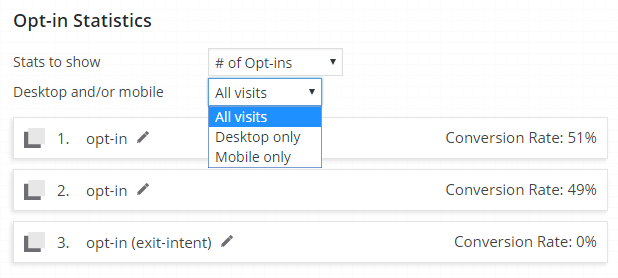 Opt-in Statistics
Stats to show # of Opt-ins
Desktop and/or mobile All visits
All visits
Desktop only
Mobile only
1. opt-in Conversion Rate: 51%
2. opt-in Conversion Rate: 49%
3. opt-in (exit-intent) Conversion Rate: 0%